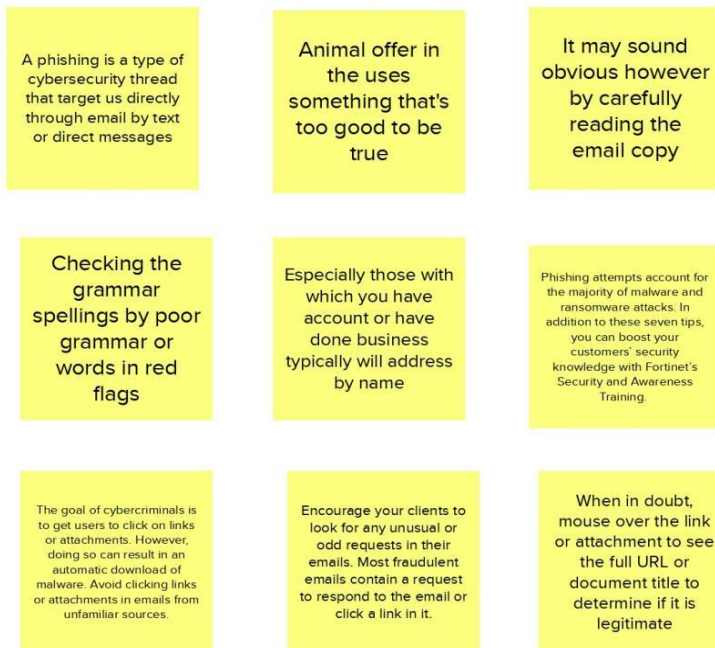 A phishing is a type of
cybersecurity thread
that target us directly
through email by text
or direct messages
Animal offer in
the uses
something that's
too good to be
true
It may sound
obvious however
by carefully
reading the
email copy
Checking the
grammar
spellings by poor
grammar or
words in red
flags
Especially those with
which you have
account or have
done business
typically will address
by name
Phishing attempts account for
the majority of malware and
ransomware attacks. In
addition to these seven tips,
you can boost your
customers' security
knowledge with Fortinet's
Security and Awareness
Training.
The goal of cybercriminals is
to get users to click on links
or attachments. However,
doing so can result in an
automatic download of
malware. Avoid clicking links
or attachments in emails from
unfamiliar sources.
Encourage your clients to
look for any unusual or
odd requests in their
emails. Most fraudulent
emails contain a request
to respond to the email or
click a link in it.
When in doubt,
mouse over the link
or attachment to see
the full URL or
document title to
determine if it is
legitimate